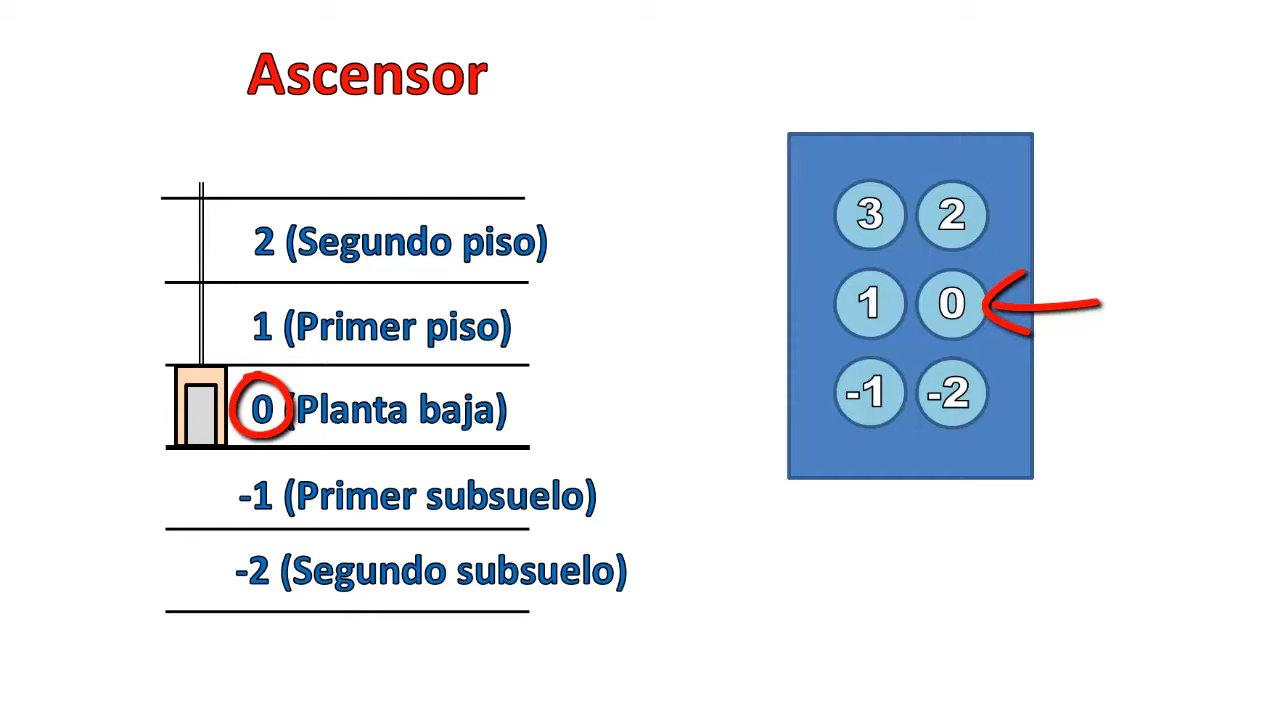 Ascensor
2 (Segundo piso)
1 (Primer piso)
0 (Planta baja)
-1 (Primer subsuelo)
-2 (Segundo subsuelo)
3 2
1 0
-1 -2